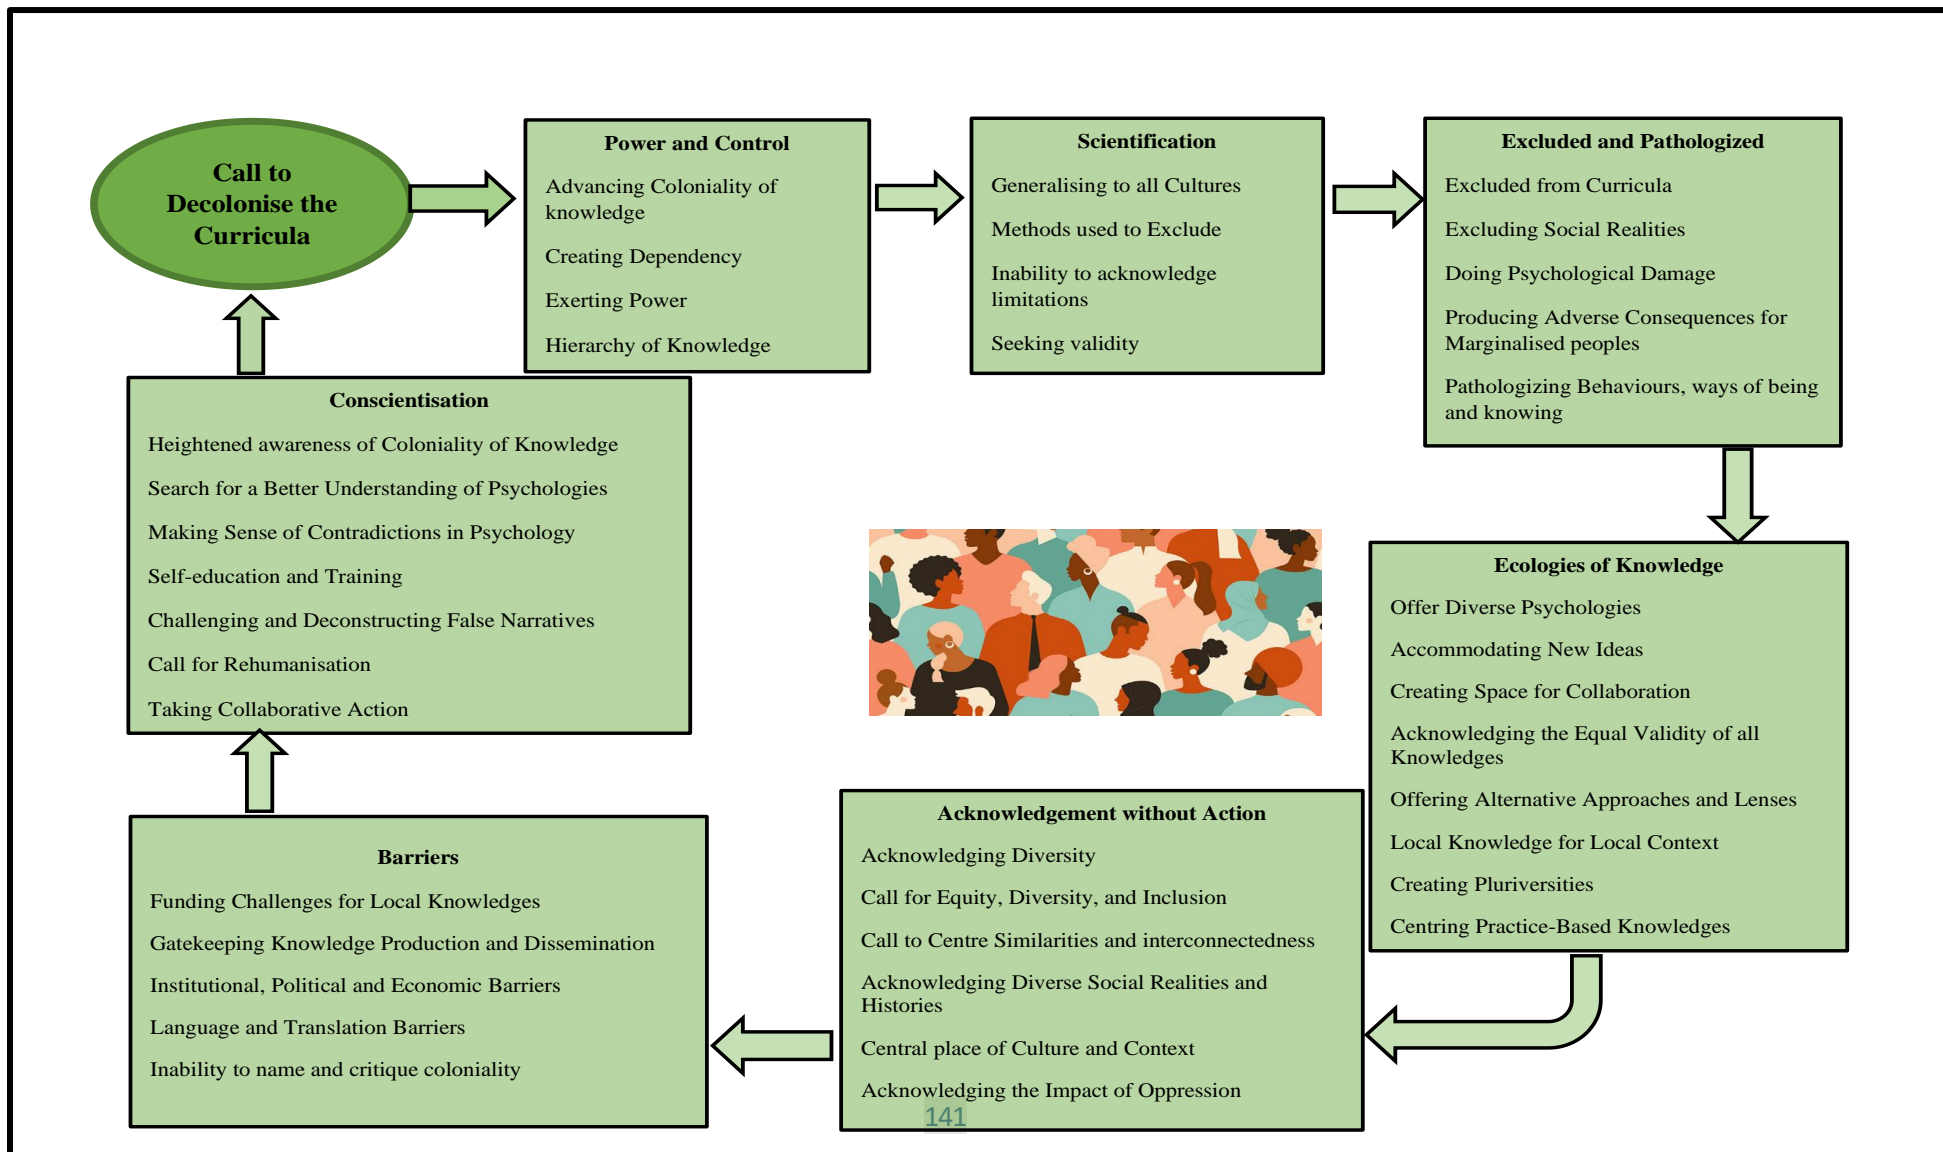 Call to
Decolonise the
Curricula
Power and Control
Advancing Coloniality of
knowledge
Creating Dependency
Exerting Power
Hierarchy of Knowledge
Scientification
Generalising to all Cultures
Methods used to Exclude
Inability to acknowledge
limitations
Seeking validity
Excluded and Pathologized
Excluded from Curricula
Excluding Social Realities
Doing Psychological Damage
Producing Adverse Consequences for
Marginalised peoples
Pathologizing Behaviours, ways of being
and knowing
Ecologies of Knowledge
Offer Diverse Psychologies
Accommodating New Ideas
Creating Space for Collaboration
Acknowledging the Equal Validity of all
Knowledges
Offering Alternative Approaches and Lenses
Local Knowledge for Local Context
Creating Pluriversities
Centring Practice-Based Knowledges
Acknowledgement without Action
Acknowledging Diversity
Call for Equity, Diversity, and Inclusion
Call to Centre Similarities and interconnectedness
Acknowledging Diverse Social Realities and
Histories
Central place of Culture and Context
Acknowledging the Impact of Oppression
141
Barriers
Funding Challenges for Local Knowledges
Gatekeeping Knowledge Production and Dissemination
Institutional, Political and Economic Barriers
Language and Translation Barriers
Inability to name and critique coloniality
Conscientisation
Heightened awareness of Coloniality of Knowledge
Search for a Better Understanding of Psychologies
Making Sense of Contradictions in Psychology
Self-education and Training
Challenging and Deconstructing False Narratives
Call for Rehumanisation
Taking Collaborative Action